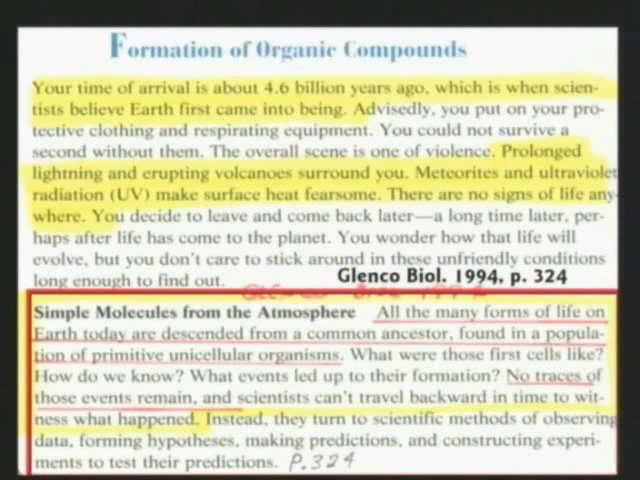 Formation of Organic Compounds
Your time of arrival is about 4.6 billion years ago, which is when scien-
tists believe Earth first came into being. Advisedly, you put on your pro-
tective clothing and respirating equipment. You could not survive a
second without them. The overall scene is one of violence. Prolonged
lightning and erupting volcanoes surround you. Meteorites and ultraviolet
radiation (UV) make surface heat fearsome. There are no signs of life any-
where. You decide to leave and come back later—a long time later, per-
haps after life has come to the planet. You wonder how that life will
evolve, but you don't care to stick around in these unfriendly conditions
long enough to find out.
Glenco Biol. 1994, p. 324
Simple Molecules from the Atmosphere All the many forms of life on
Earth today are descended from a common ancestor, found in a popula-
tion of primitive unicellular organisms. What were those first cells like?
How do we know? What events led up to their formation? No traces of
those events remain, and scientists can't travel backward in time to wit-
ness what happened. Instead, they turn to scientific methods of observing
data, forming hypotheses, making predictions, and constructing experi-
ments to test their predictions. P.324